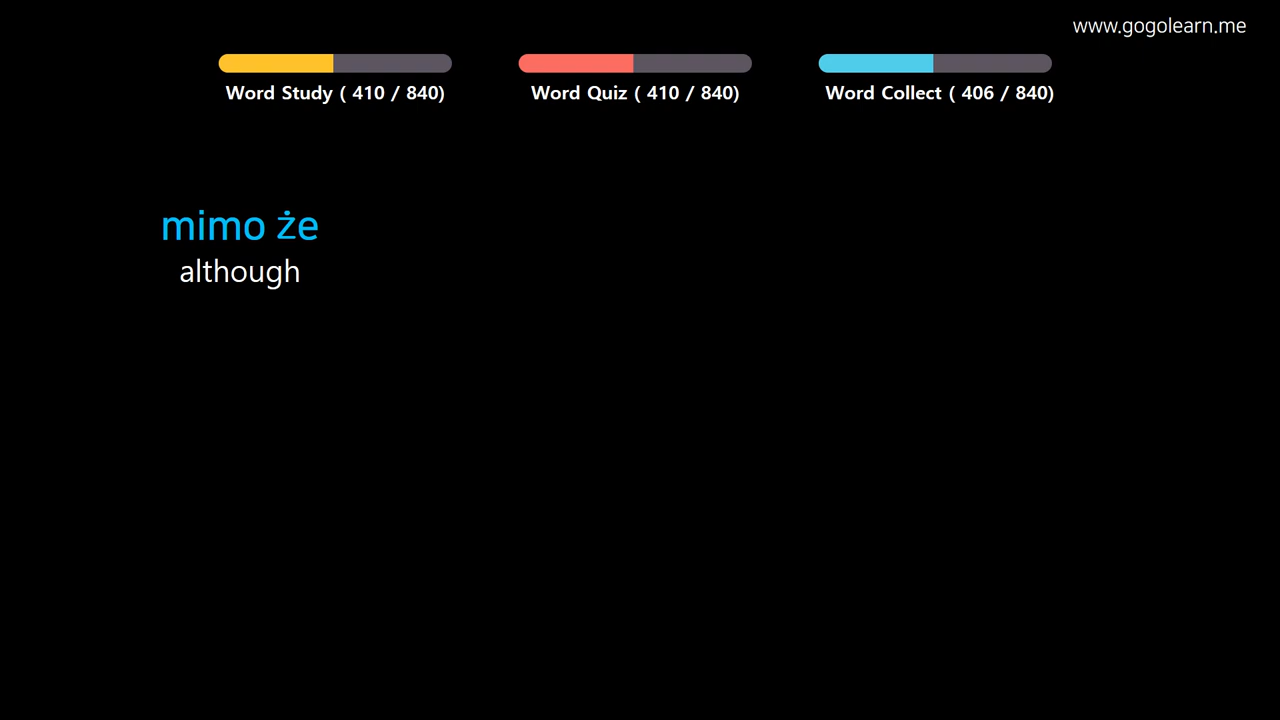 www.gogolearn.me
Word Study ( 410 / 840)
Word Quiz ( 410 / 840)
Word Collect ( 406 / 840)
mimo że
although